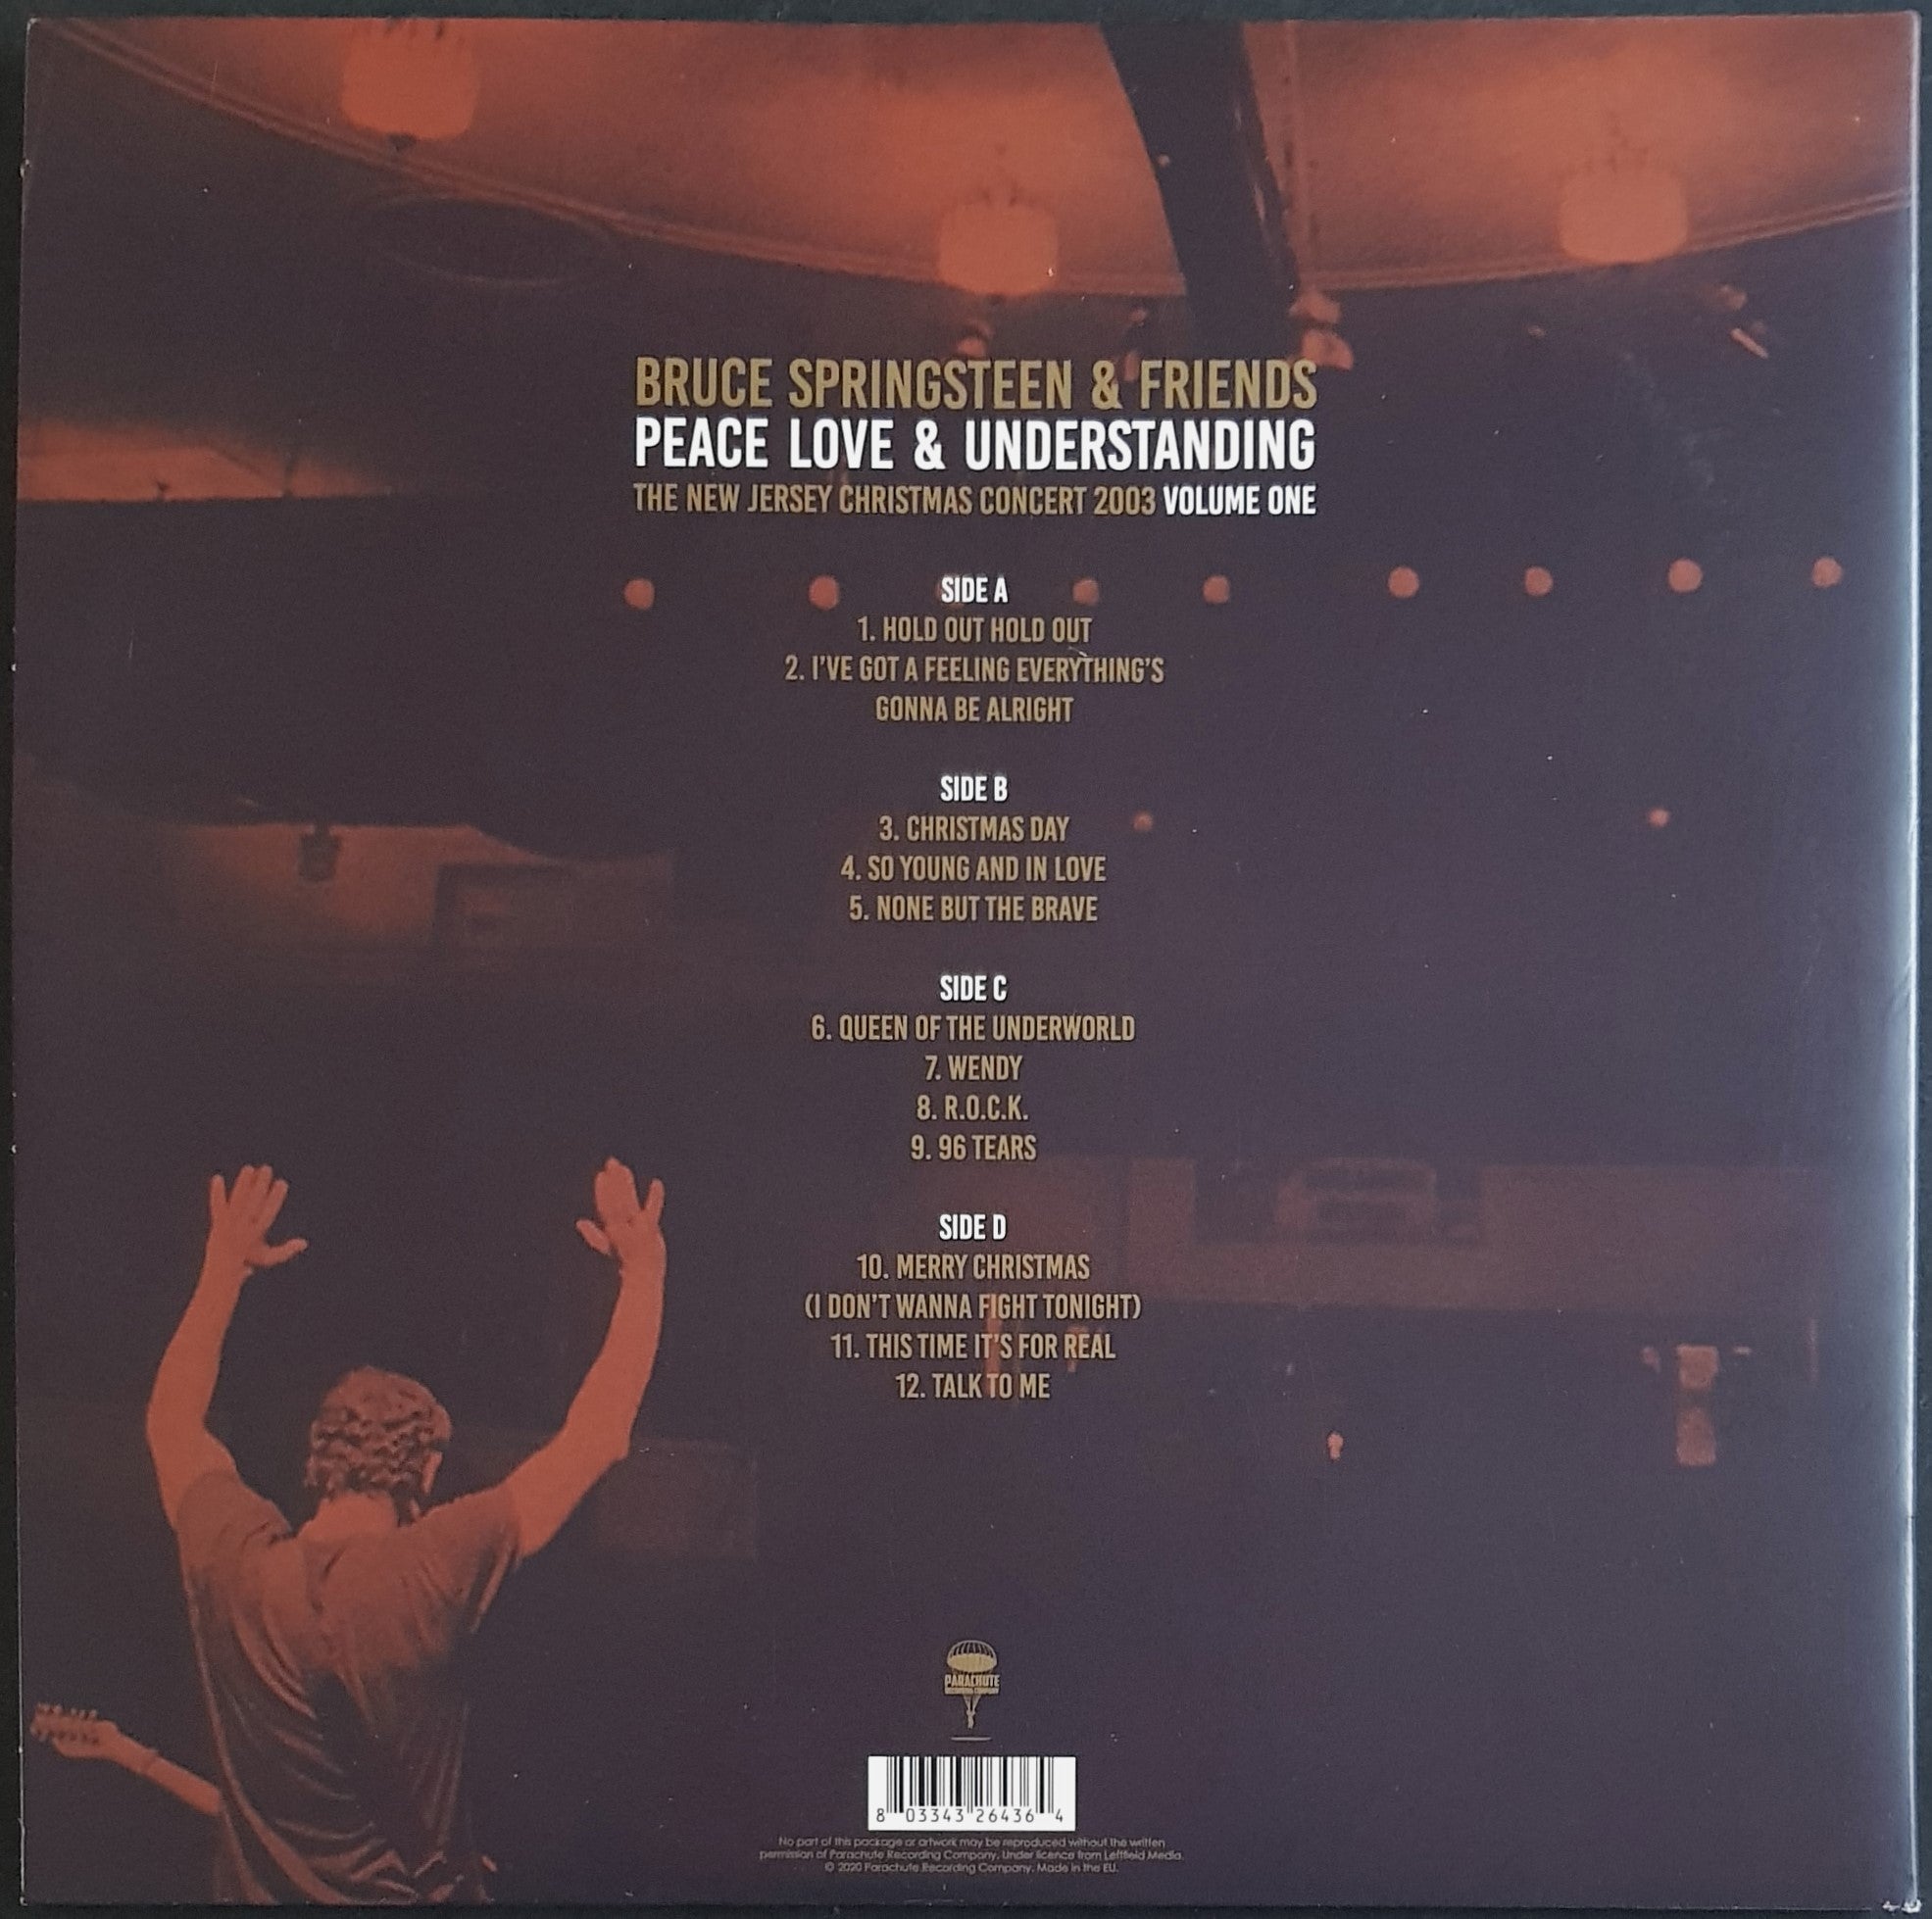 BRUCE SPRINGSTEEN & FRIENDS
PEACE LOVE & UNDERSTANDING
THE NEW JERSEY CHRISTMAS CONCERT 2003 VOLUME ONE
SIDE A
1. HOLD OUT HOLD OUT
2. I'VE GOT A FEELING EVERYTHING'S
GONNA BE ALRIGHT
SIDE B
3. CHRISTMAS DAY
4. SO YOUNG AND IN LOVE
5. NONE BUT THE BRAVE
SIDE C
6. QUEEN OF THE UNDERWORLD
7. WENDY
8. R.O.C.K.
9. 96 TEARS
SIDE D
10. MERRY CHRISTMAS
(I DON'T WANNA FIGHT TONIGHT)
11. THIS TIME IT'S FOR REAL
12. TALK TO ME
PARACHUTE
RECORDING COMPANY
8 03343 26436 4
No part of this package or artwork may be reproduced without the written
permission of Parachute Recording Company. Under licence from Leftfield Media.
© 2020 Parachute Recording Company. Made in the EU.